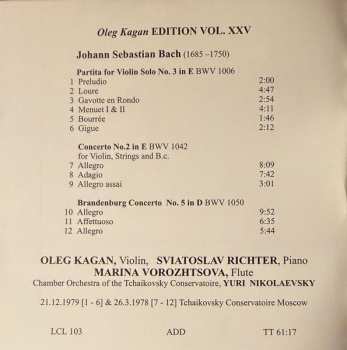 Oleg Kagan EDITION VOL. XXV
Johann Sebastian Bach (1685 –1750)
Partita for Violin Solo No. 3 in E BWV 1006
1 Preludio 2:00
2 Loure 4:47
3 Gavotte en Rondo 2:54
4 Menuet I & II 4:11
5 Bourrée 1:46
6 Gigue 2:12
Concerto No.2 in E BWV 1042
for Violin, Strings and B.c.
7 Allegro 8:09
8 Adagio 7:42
9 Allegro assai 3:01
Brandenburg Concerto No. 5 in D BWV 1050
10 Allegro 9:52
11 Affettuoso 6:35
12 Allegro 5:44
OLEG KAGAN, Violin, SVIATOSLAV RICHTER, Piano
MARINA VOROZHTSOVA, Flute
Chamber Orchestra of the Tchaikovsky Conservatoire, YURI NIKOLAEVSKY
21.12.1979 [1 - 6] & 26.3.1978 [7 - 12] Tchaikovsky Conservatoire Moscow
LCL 103 ADD TT 61:17